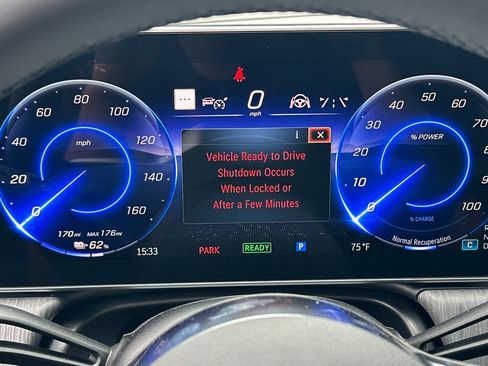 60 80 100
40 120
20 140
0 160
mph
170 mi MAX 176 mi
62%
15:33
0
mph
i X
Vehicle Ready to Drive
Shutdown Occurs
When Locked or
After a Few Minutes
PARK READY P
75°F
% POWER
% CHARGE
0 10 20 30 40 50 60 70 80 90 100
Normal Recuperation
C
R
N
D